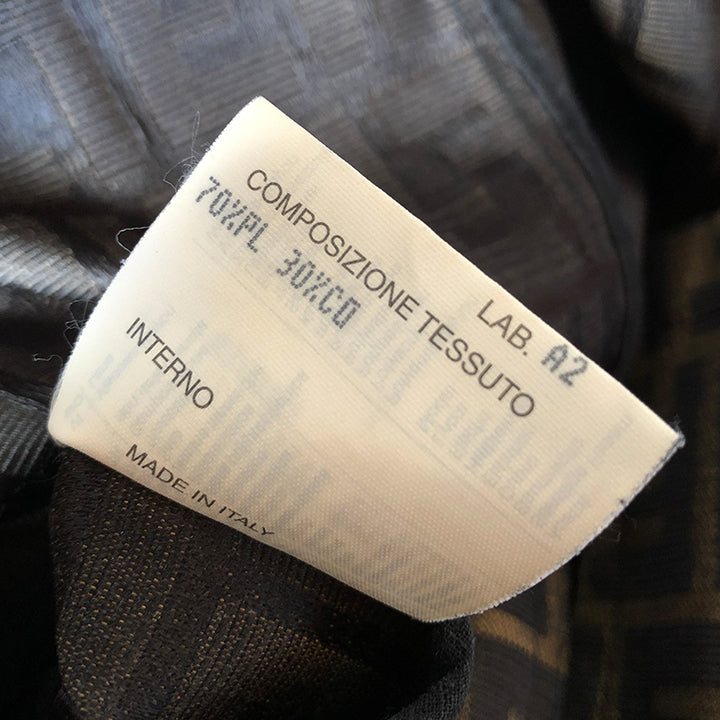 LAB. A2
COMPOSIZIONE TESSUTO
70%PL 30%CO
INTERNO
MADE IN ITALY